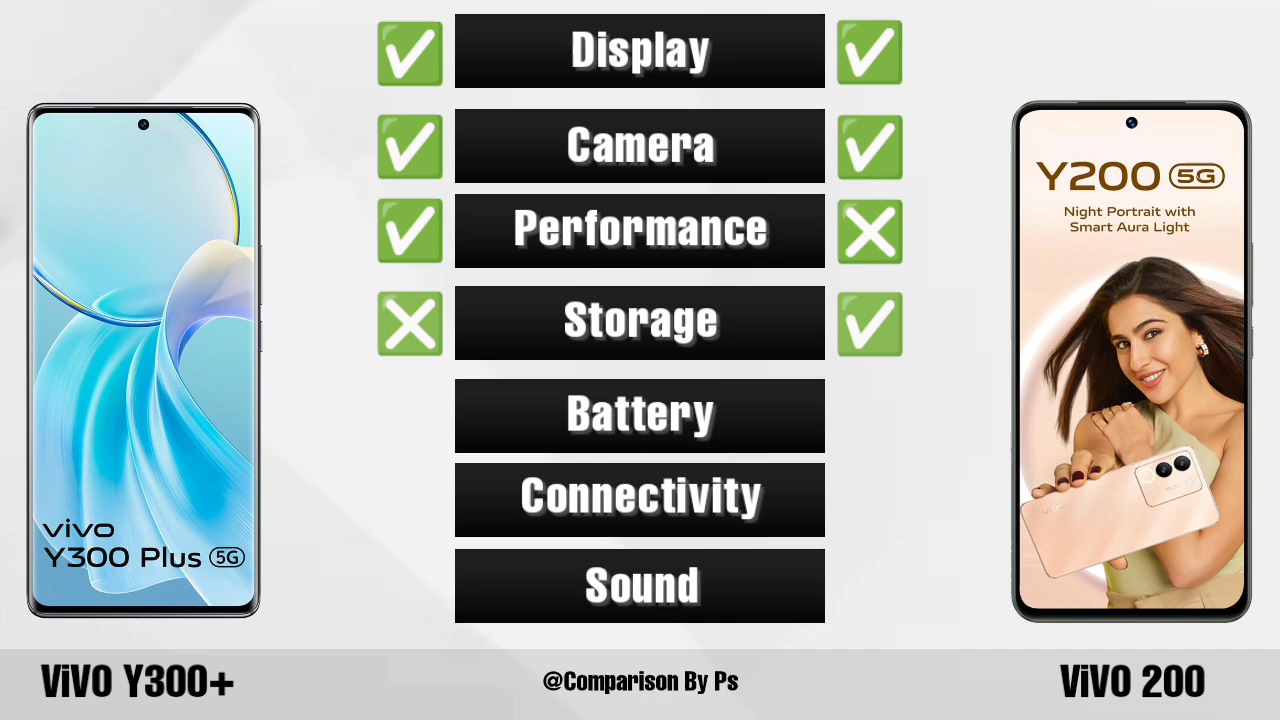 Display
Camera
Performance
Storage
Battery
Connectivity
Sound
vivo
Y300 Plus 5G
Y200 5G
Night Portrait with
Smart Aura Light
vivo
ViVO Y300+
@Comparison By Ps
ViVO 200